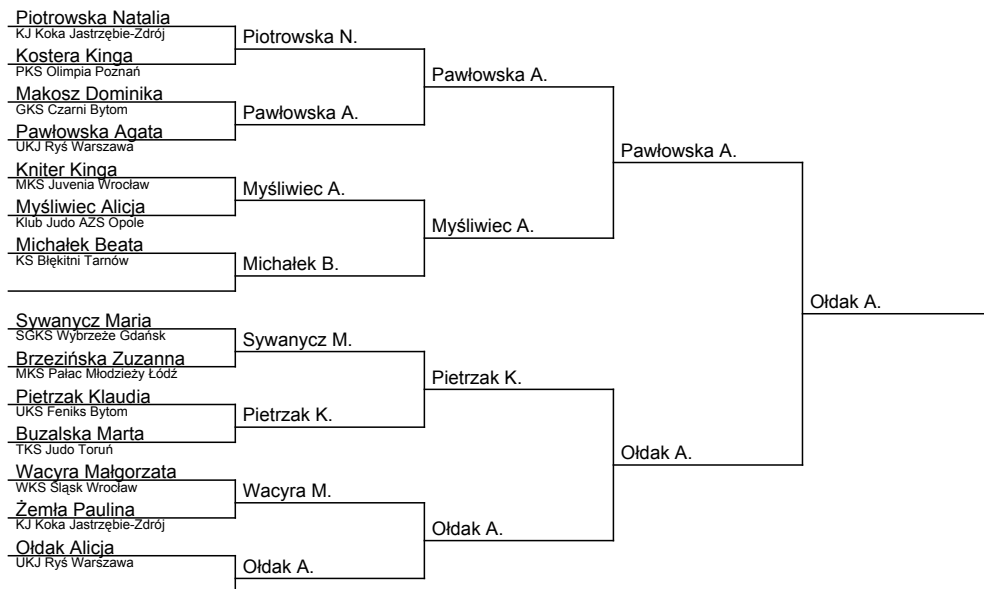 Piotrowska Natalia
KJ Koka Jastrzębie-Zdrój
Kostera Kinga
PKS Olimpia Poznań
Makosz Dominika
GKS Czarni Bytom
Pawłowska Agata
UKJ Ryś Warszawa
Kniter Kinga
MKS Juvenia Wrocław
Myśliwiec Alicja
Klub Judo AZS Opole
Michałek Beata
KS Błękitni Tarnów
Sywanycz Maria
SGKS Wybrzeże Gdańsk
Brzezińska Zuzanna
MKS Pałac Młodzieży Łódź
Pietrzak Klaudia
UKS Feniks Bytom
Buzalska Marta
TKS Judo Toruń
Wacyra Małgorzata
WKS Śląsk Wrocław
Żemła Paulina
KJ Koka Jastrzębie-Zdrój
Ołdak Alicja
UKJ Ryś Warszawa
Piotrowska N.
Pawłowska A.
Myśliwiec A.
Michałek B.
Sywanycz M.
Pietrzak K.
Wacyra M.
Ołdak A.
Pawłowska A.
Myśliwiec A.
Pietrzak K.
Ołdak A.
Pawłowska A.
Ołdak A.
Ołdak A.